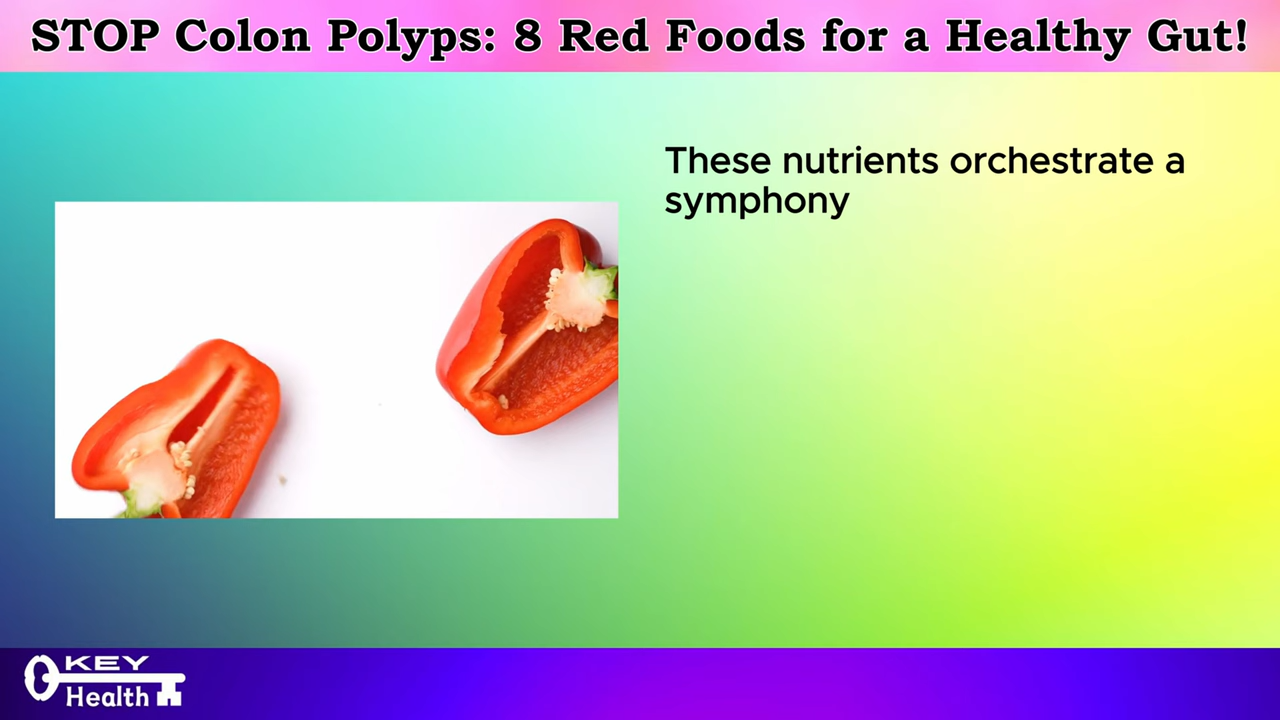 STOP Colon Polyps: 8 Red Foods for a Healthy Gut!
These nutrients orchestrate a
symphony
KEY
Health